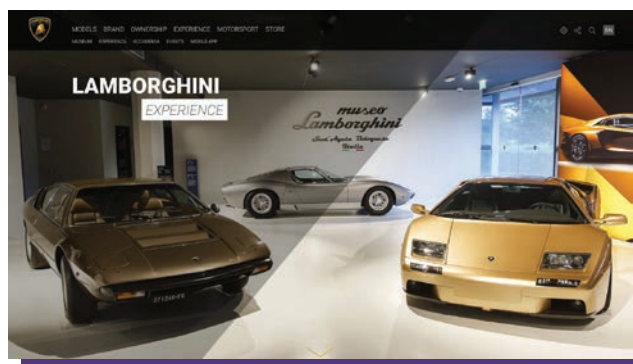 MODELS BRAND OWNERSHIP EXPERIENCE MOTORSPORT STORE
EN
MUSEUM EXPERIENCE ACCADEMIA EVENTS MOBILE APP
LAMBORGHINI
EXPERIENCE
museo
Lamborghini
Sant'Agata Bolognese
Italia